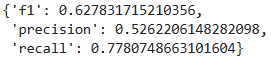 {'f1': 0.627831715210356,
'precision': 0.5262206148282098,
'recall': 0.7780748663101604}